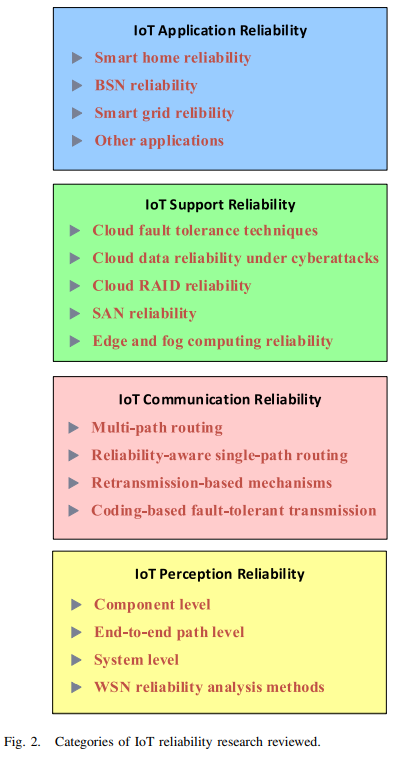 IoT Application Reliability
Smart home reliability
BSN reliability
Smart grid relibility
Other applications
IoT Support Reliability
Cloud fault tolerance techniques
Cloud data reliability under cyberattacks
Cloud RAID reliability
SAN reliability
Edge and fog computing reliability
IoT Communication Reliability
Multi-path routing
Reliability-aware single-path routing
Retransmission-based mechanisms
Coding-based fault-tolerant transmission
IoT Perception Reliability
Component level
End-to-end path level
System level
WSN reliability analysis methods
Fig. 2. Categories of IoT reliability research reviewed.